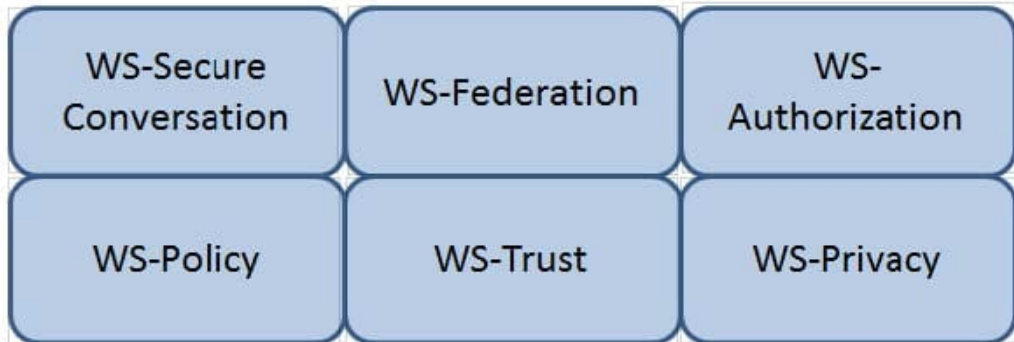 WS-Secure
Conversation
WS-Federation
WS-
Authorization
WS-Policy
WS-Trust
WS-Privacy